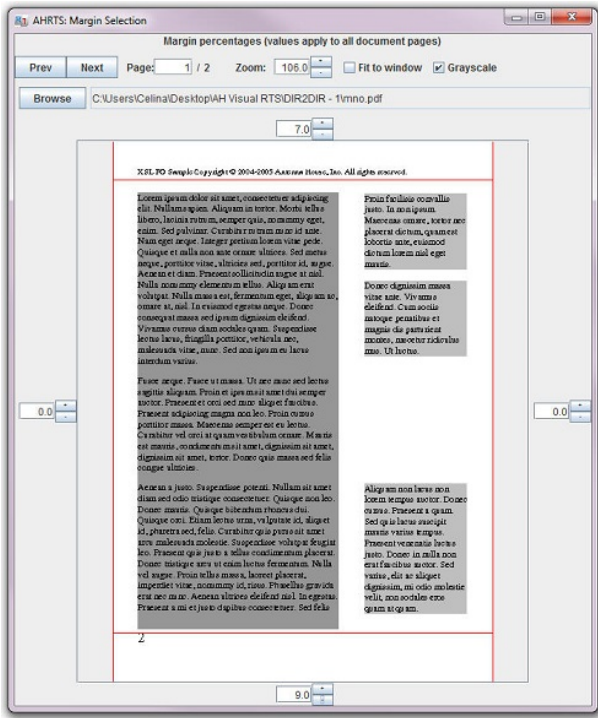 AHRTS: Margin Selection
Margin percentages (values apply to all document pages)
Prev Next Page: 1 / 2 Zoom: 106.0 Fit to window Grayscale
Browse C:\Users\Celina\Desktop\AH Visual RTS\DIR2DIR - 1\mno.pdf
7.0
XSL-FO Sample Copyright © 2004-2005 Antenna House, Inc. All rights reserved.
Lorem ipsum dolor sit amet, consectetuer adipiscing
elit. Nullam sapien. Aliquam in tortor. Morbi tellus
libero, lacinia rutrum, semper quis, nonummy eget,
enim. Sed pulvinar. Curabitur rutrum nunc id ante.
Nam eget neque. Integer pretium lorem vitae pede.
Quisque et nulla non ante ornare ultrices. Sed metus
neque, porttitor vitae, ultricies sed, porttitor id, augue.
Aenean et diam. Praesent sollicitudin augue at nisl.
Nulla nonummy elementum tellus. Aliquam erat
volutpat. Nulla massa est, fermentum eget, aliquam ac,
ornare at, nisl. In euismod egestas neque. Donec
consequat massa sed ipsum dignissim eleifend.
Vivamus cursus diam sodales quam. Suspendisse
lectus lacus, fringilla porttitor, vehicula nec,
malesuada vitae, nunc. Sed non ipsum eu lacus
interdum varius.
Fusce neque. Fusce ut massa. Ut nec nunc sed lectus
sagittis aliquam. Proin et ipsum sit amet dui semper
auctor. Praesent et orci sed nunc aliquet faucibus.
Praesent adipiscing magna non leo. Proin cursus
porttitor massa. Maecenas semper est eu lectus.
Curabitur vel orci at quam vestibulum ornare. Mauris
est mauris, condimentum sit amet, dignissim sit amet,
dignissim sit amet, tortor. Donec quis massa sed felis
congue ultricies.
Aenean a justo. Suspendisse potenti. Nullam sit amet
diam sed odio tristique consectetuer. Quisque non leo.
Donec mauris. Quisque bibendum rhoncus dui.
Quisque orci. Etiam lectus urna, vulputate id, aliquet
id, pharetra sed, felis. Curabitur quis purus sit amet
arcu malesuada molestie. Suspendisse volutpat feugiat
leo. Praesent quis justo a tellus condimentum placerat.
Donec tristique arcu ut enim luctus fermentum. Nulla
vel augue. Proin tellus massa, laoreet placerat,
imperdiet vitae, nonummy id, risus. Phasellus gravida
erat nec nunc. Aenean ultrices eleifend nisl. In egestas.
Praesent a mi et justo dapibus consectetuer. Sed felis
Proin facilisis convallis
justo. In non ipsum.
Maecenas ornare, tortor nec
placerat dictum, quam est
lobortis ante, euismod
dictum lorem nisl eget
mauris.
Donec dignissim massa
vitae ante. Vivamus
eleifend. Cum sociis
natoque penatibus et
magnis dis parturient
montes, nascetur ridiculus
mus. Ut luctus.
Aliquam non lacus non
lorem tempus auctor. Donec
cursus. Praesent a quam.
Sed quis lacus suscipit
mauris varius tempus.
Praesent venenatis luctus
justo. Donec in nulla non
erat faucibus auctor. Sed
varius, elit ac aliquet
dignissim, mi odio molestie
velit, non sodales eros
quam at quam.
0.0
0.0
2
9.0